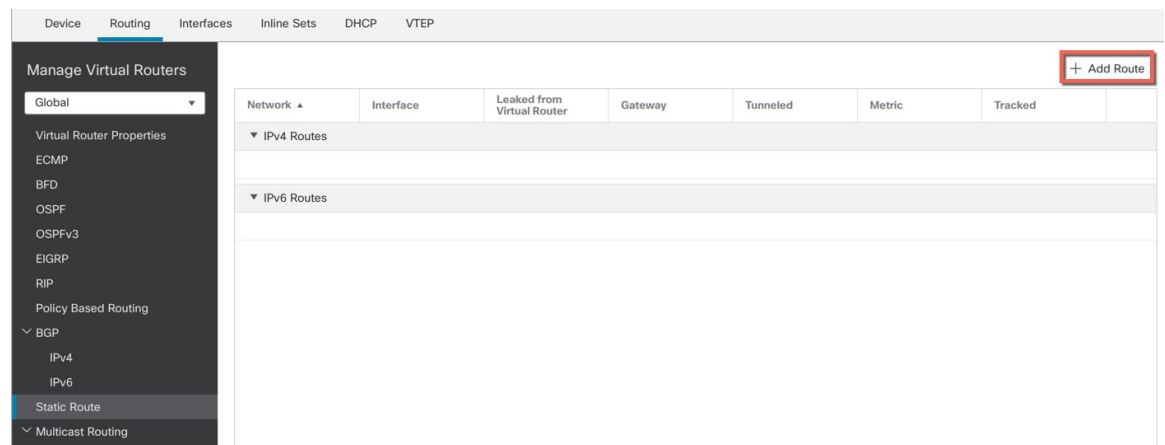 Device Routing Interfaces Inline Sets DHCP VTEP
Manage Virtual Routers
Global
Virtual Router Properties
ECMP
BFD
OSPF
OSPFv3
EIGRP
RIP
Policy Based Routing
BGP
IPv4
IPv6
Static Route
Multicast Routing
+ Add Route
Network Interface Leaked from Virtual Router Gateway Tunneled Metric Tracked
IPv4 Routes
IPv6 Routes